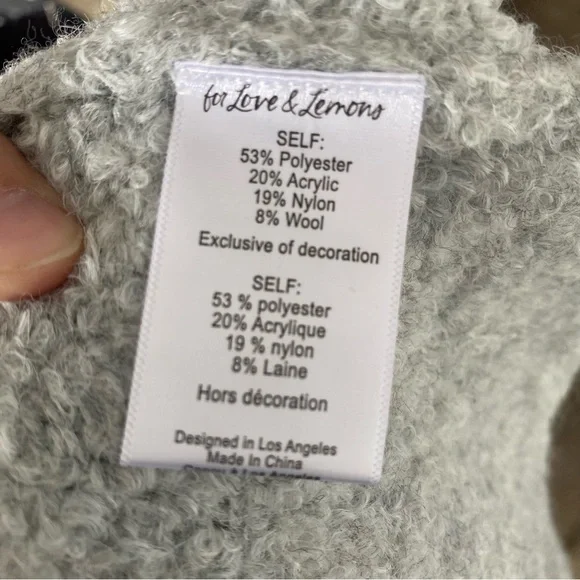 for Love & Lemons
SELF:
53% Polyester
20% Acrylic
19% Nylon
8% Wool
Exclusive of decoration
SELF:
53 % polyester
20% Acrylique
19 % nylon
8% Laine
Hors décoration
Designed in Los Angeles
Made In China